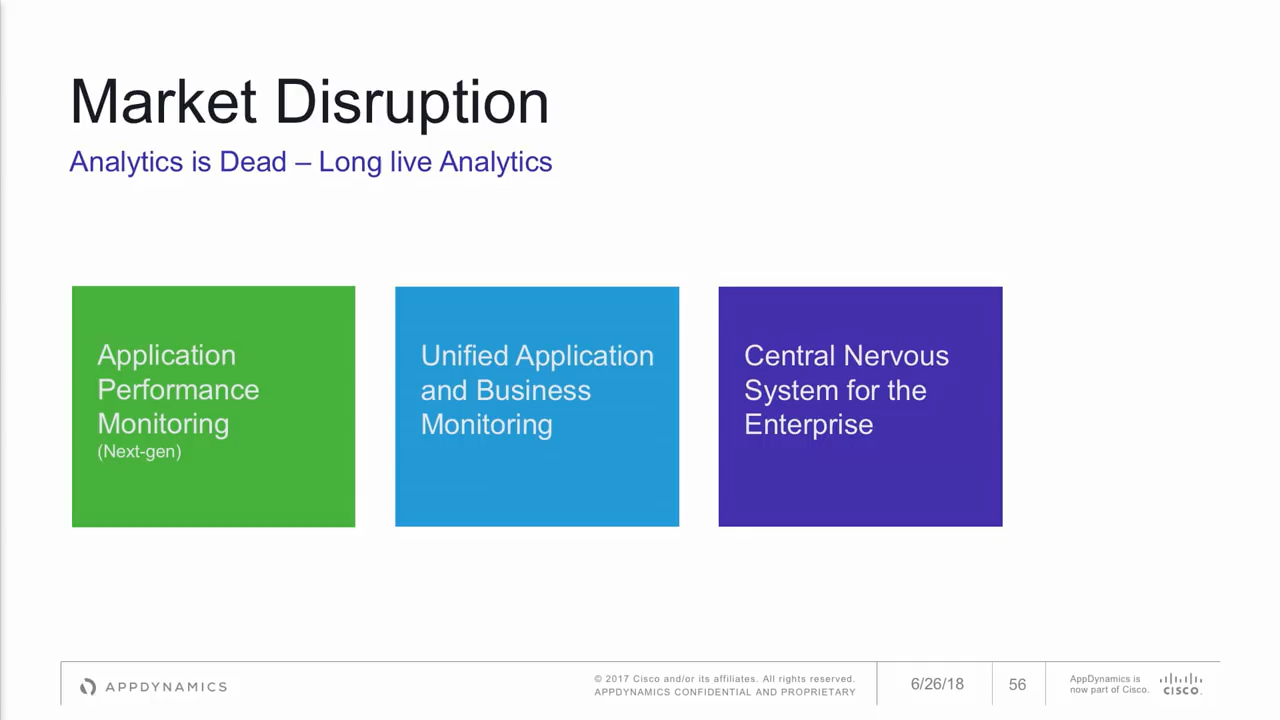 Market Disruption
Analytics is Dead – Long live Analytics
Application
Performance
Monitoring
(Next-gen)
Unified Application
and Business
Monitoring
Central Nervous
System for the
Enterprise
APPDYNAMICS
© 2017 Cisco and/or its affiliates. All rights reserved.
APPDYNAMICS CONFIDENTIAL AND PROPRIETARY
6/26/18
56
AppDynamics is
now part of Cisco.
CISCO.